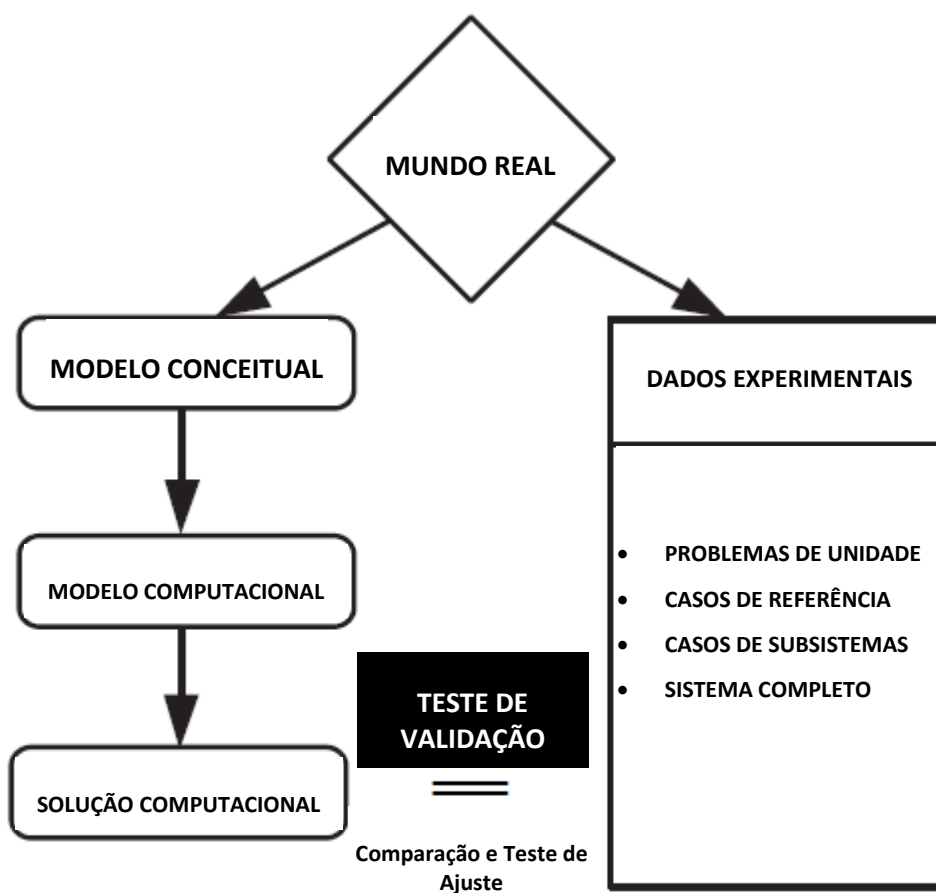 MUNDO REAL
MODELO CONCEITUAL
MODELO COMPUTACIONAL
SOLUÇÃO COMPUTACIONAL
TESTE DE
VALIDAÇÃO
Comparação e Teste de
Ajuste
DADOS EXPERIMENTAIS
• PROBLEMAS DE UNIDADE
• CASOS DE REFERÊNCIA
• CASOS DE SUBSISTEMAS
• SISTEMA COMPLETO